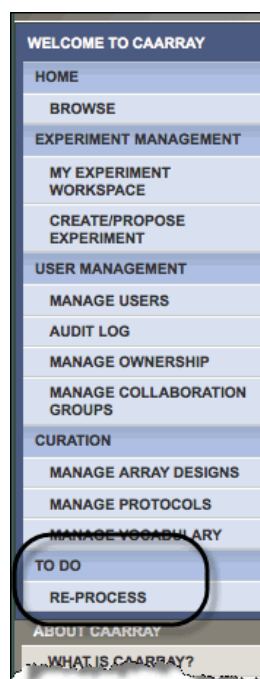 WELCOME TO CAARRAY
HOME
BROWSE
EXPERIMENT MANAGEMENT
MY EXPERIMENT
WORKSPACE
CREATE/PROPOSE
EXPERIMENT
USER MANAGEMENT
MANAGE USERS
AUDIT LOG
MANAGE OWNERSHIP
MANAGE COLLABORATION
GROUPS
CURATION
MANAGE ARRAY DESIGNS
MANAGE PROTOCOLS
MANAGE VOCABULARY
TO DO
RE-PROCESS
ABOUT CAARRAY
WHAT IS CAARRAY?